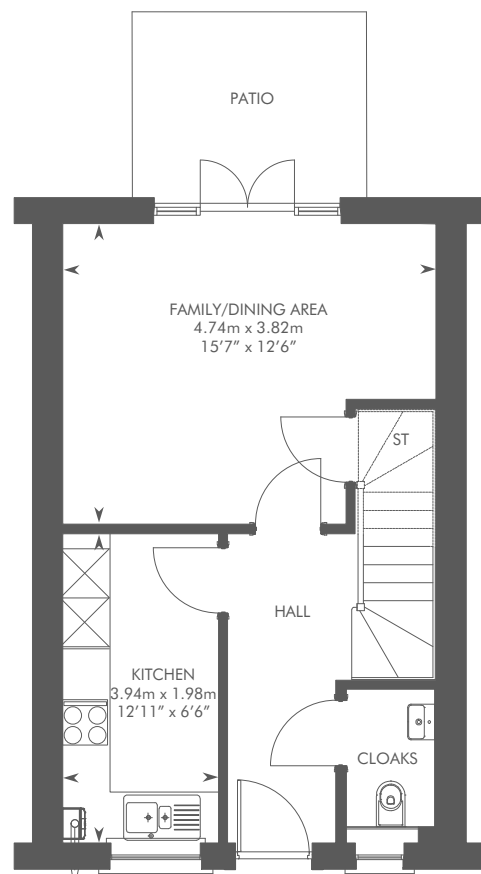 PATIO
FAMILY/DINING AREA
4.74m x 3.82m
15’7” x 12’6”
ST
HALL
KITCHEN
3.94m x 1.98m
12’11” x 6’6”
CLOAKS